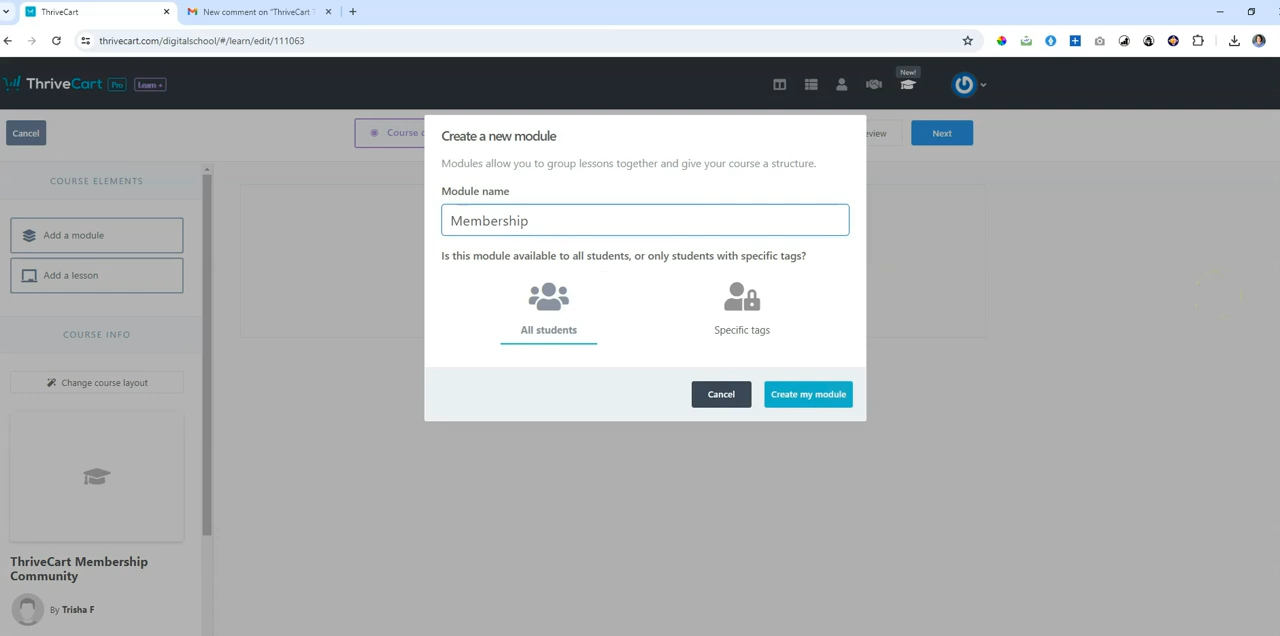 ThriveCart
New comment on "ThriveCart T
thrivecart.com/digitalschool/#/learn/edit/111063
ThriveCart Pro Learn+
New!
Cancel
Course
Next
COURSE ELEMENTS
Add a module
Add a lesson
COURSE INFO
Change course layout
ThriveCart Membership
Community
By Trisha F
Create a new module
Modules allow you to group lessons together and give your course a structure.
Module name
Membership
Is this module available to all students, or only students with specific tags?
All students
Specific tags
Cancel
Create my module